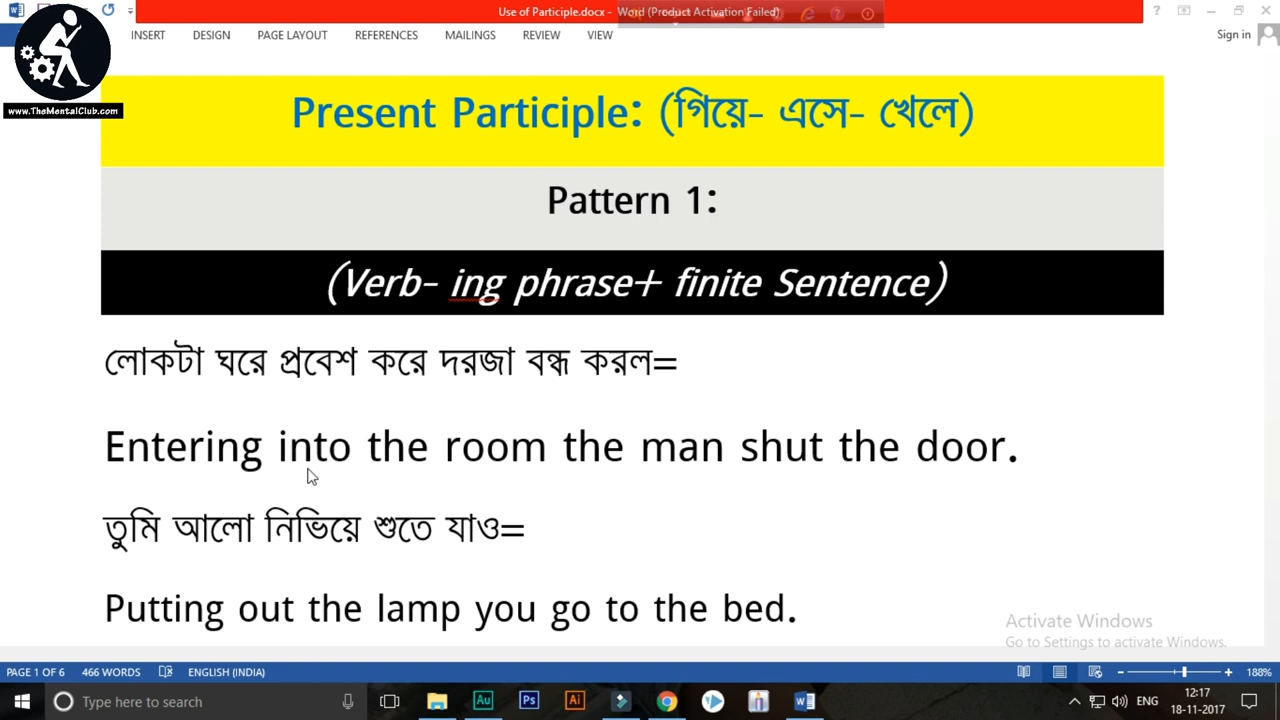 Use of Participle.docx - Word (Product Activation Failed)
INSERT DESIGN PAGE LAYOUT REFERENCES MAILINGS REVIEW VIEW Sign in
www.TheMentalClub.com
Present Participle: (গিয়ে- এসে- খেলে)
Pattern 1:
(Verb- ing phrase+ finite Sentence)
লোকটা ঘরে প্রবেশ করে দরজা বন্ধ করল=
Entering into the room the man shut the door.
তুমি আলো নিভিয়ে শুতে যাও=
Putting out the lamp you go to the bed.
Activate Windows
Go to Settings to activate Windows.
PAGE 1 OF 6 466 WORDS ENGLISH (INDIA) 188%
Type here to search ENG 12:17
18-11-2017